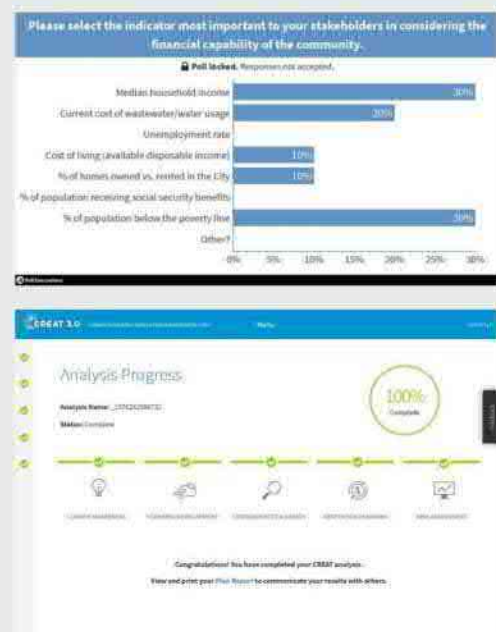 Please select the indicator most important to your stakeholders in considering the
financial capability of the community.
Poll locked. Responses not accepted.
Median household income 30%
Current cost of wastewater/water usage 20%
Unemployment rate
Cost of living (available disposable income) 10%
% of homes owned vs. rented in the City 10%
% of population receiving social security benefits
% of population below the poverty line 30%
Other?
0% 5% 10% 15% 20% 25% 30%
CREAT 3.0
Analysis Progress
Analysis Name:
Status: Complete
100%
Complete
Congratulations! You have completed your CREAT analysis.
View and print your Plan Report to communicate your results with others.